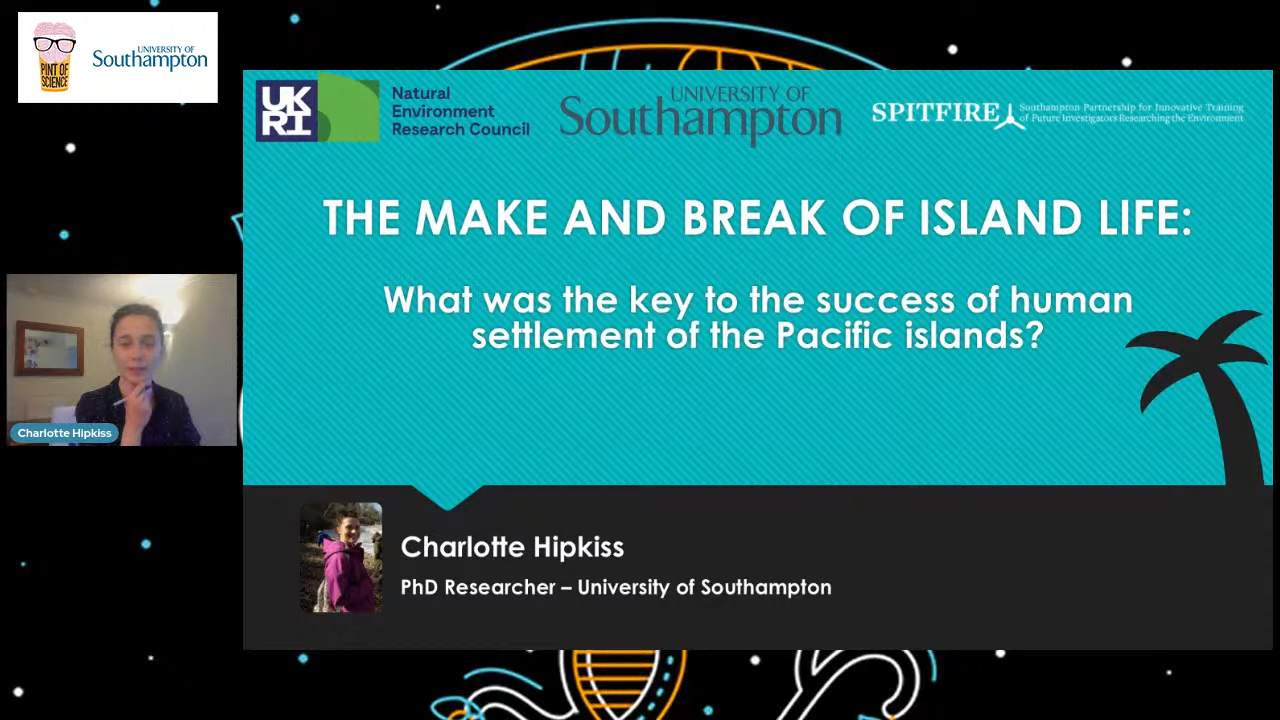 PINT OF
SCIENCE
UNIVERSITY OF
Southampton
UK
RI
Natural
Environment
Research Council
UNIVERSITY OF
Southampton
SPITFIRE
Southampton Partnership for Innovative Training
of Future Investigators Researching the Environment
THE MAKE AND BREAK OF ISLAND LIFE:
What was the key to the success of human
settlement of the Pacific islands?
Charlotte Hipkiss
Charlotte Hipkiss
PhD Researcher – University of Southampton